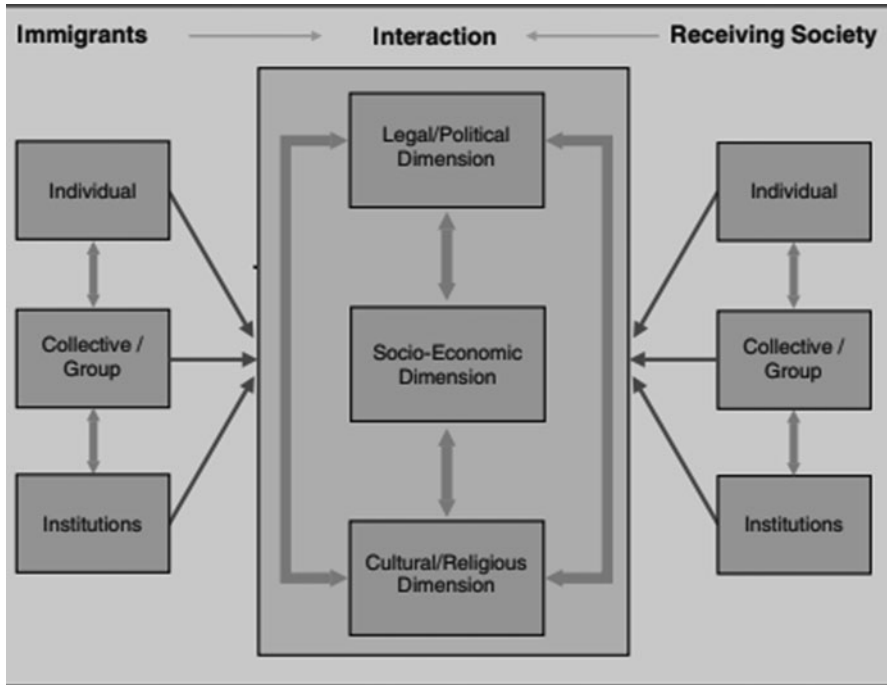 Immigrants
Interaction
Receiving Society
Individual
Collective /
Group
Institutions
Legal/Political
Dimension
Socio-Economic
Dimension
Cultural/Religious
Dimension
Individual
Collective /
Group
Institutions